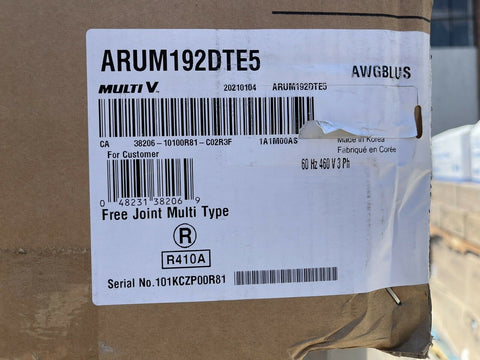 ARUM192DTE5
AWGBLUS
MULTI V. 20210104 ARUM192DTE5
CA 38206-10100R81-C02R3F 1A1M00AS
Made in Korea
For Customer
Fabriqué en Corée
60 Hz 460 V 3 Ph
0 48231 38206 9
Free Joint Multi Type
R
R410A
Serial No.101KCZP00R81